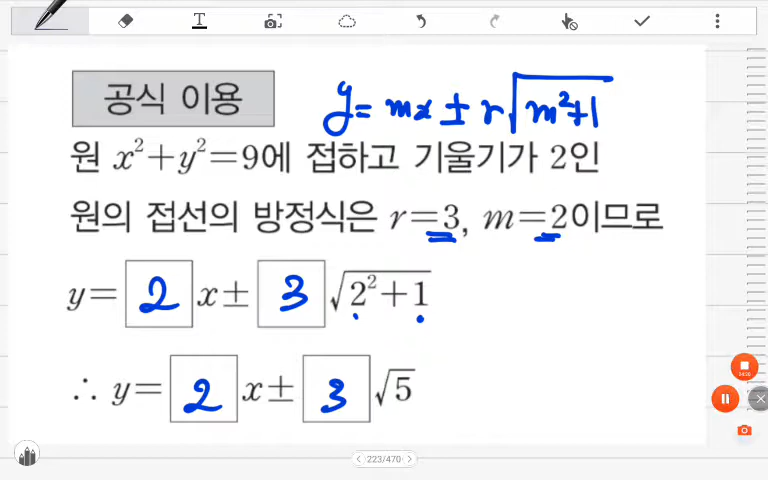 T
공식 이용
y = mx ± r√(m²+1)
원 x²+y²=9에 접하고 기울기가 2인
원의 접선의 방정식은 r=3, m=2이므로
y= 2 x± 3 √(2²+1)
∴ y= 2 x± 3 √5
223/470